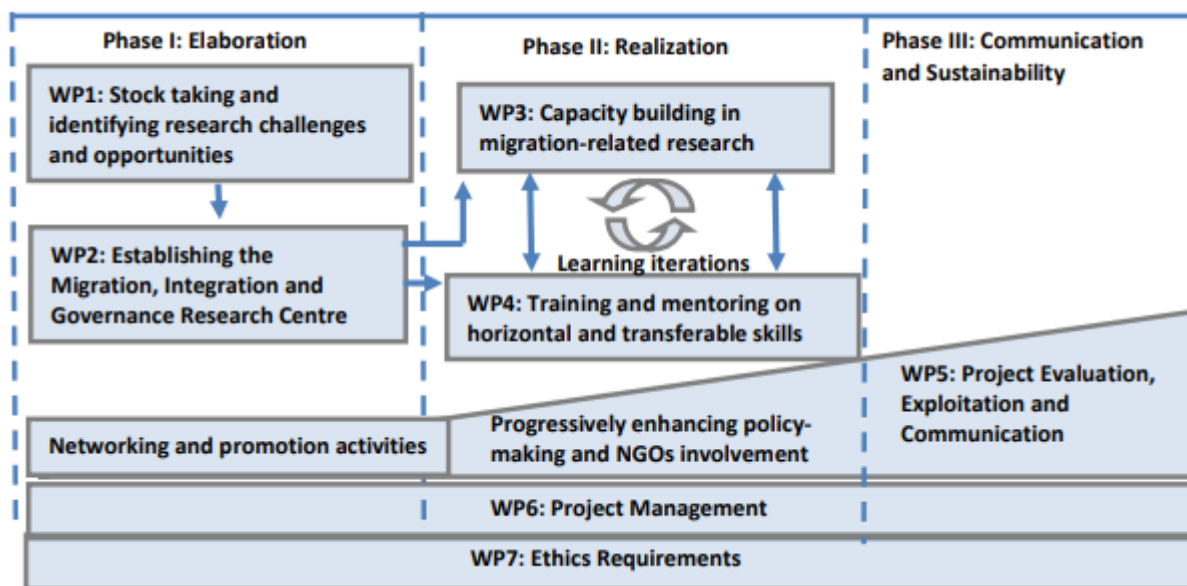 Phase I: Elaboration
WP1: Stock taking and
identifying research challenges
and opportunities
WP2: Establishing the
Migration, Integration and
Governance Research Centre
Networking and promotion activities
Phase II: Realization
WP3: Capacity building in
migration-related research
Learning iterations
WP4: Training and mentoring on
horizontal and transferable skills
Progressively enhancing policy-
making and NGOs involvement
Phase III: Communication
and Sustainability
WP5: Project Evaluation,
Exploitation and
Communication
WP6: Project Management
WP7: Ethics Requirements